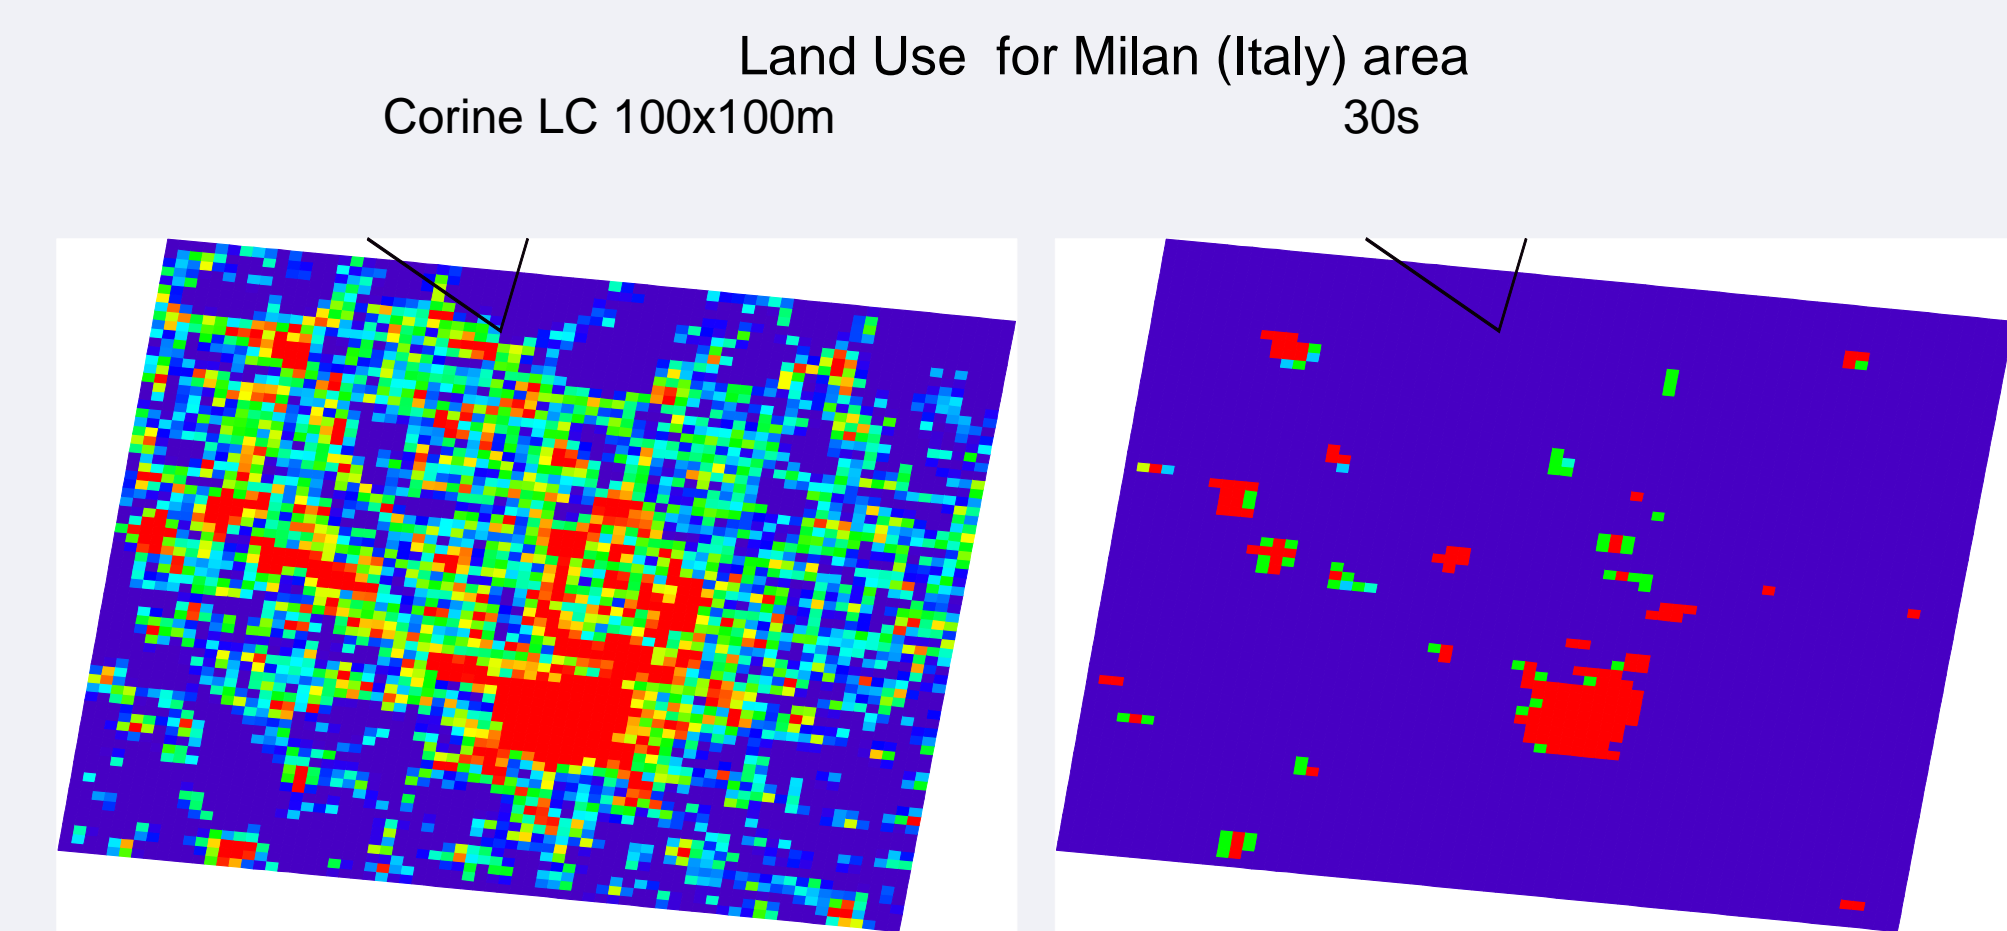 Land Use for Milan (Italy) area
Corine LC 100x100m
30s